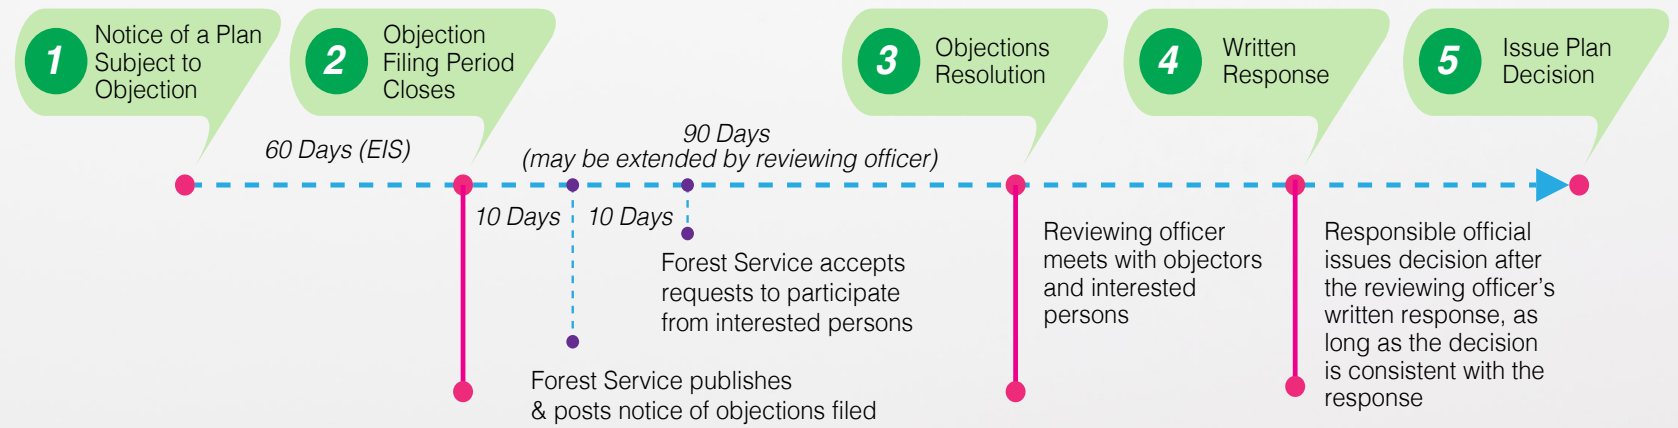 1
Notice of a Plan
Subject to
Objection
2
Objection
Filing Period
Closes
3
Objections
Resolution
4
Written
Response
5
Issue Plan
Decision
60 Days (EIS)
90 Days
(may be extended by reviewing officer)
10 Days
10 Days
Forest Service accepts
requests to participate
from interested persons
Forest Service publishes
& posts notice of objections filed
Reviewing officer
meets with objectors
and interested
persons
Responsible official
issues decision after
the reviewing officer’s
written response, as
long as the decision
is consistent with the
response